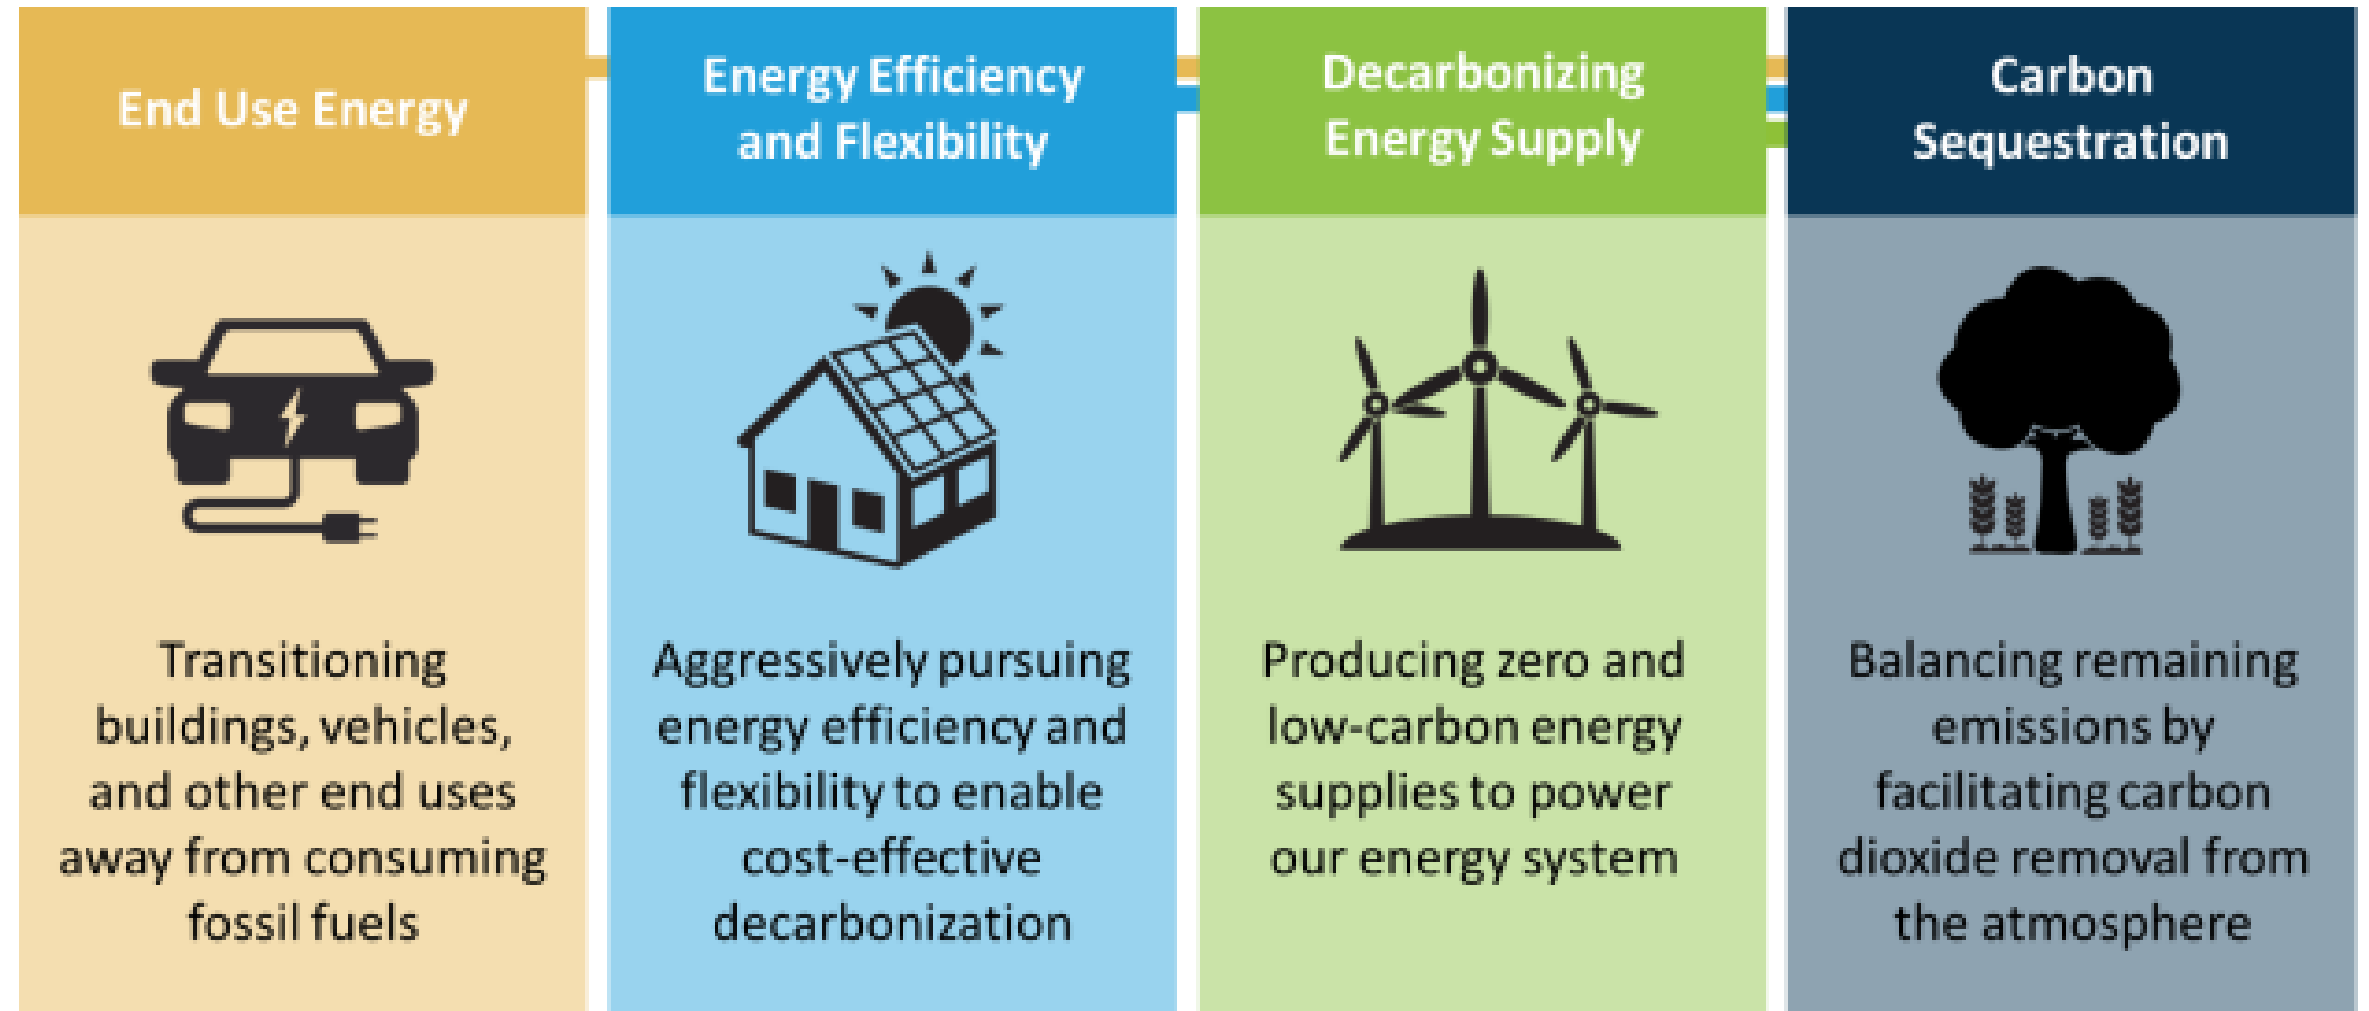 End Use Energy
Energy Efficiency
and Flexibility
Decarbonizing
Energy Supply
Carbon
Sequestration
Transitioning
buildings, vehicles,
and other end uses
away from consuming
fossil fuels
Aggressively pursuing
energy efficiency and
flexibility to enable
cost-effective
decarbonization
Producing zero and
low-carbon energy
supplies to power
our energy system
Balancing remaining
emissions by
facilitating carbon
dioxide removal from
the atmosphere